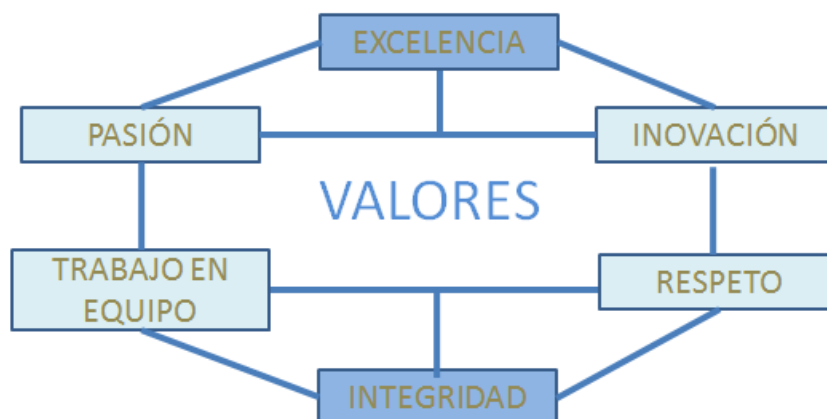 EXCELENCIA
PASIÓN
INOVACIÓN
VALORES
TRABAJO EN
EQUIPO
RESPETO
INTEGRIDAD